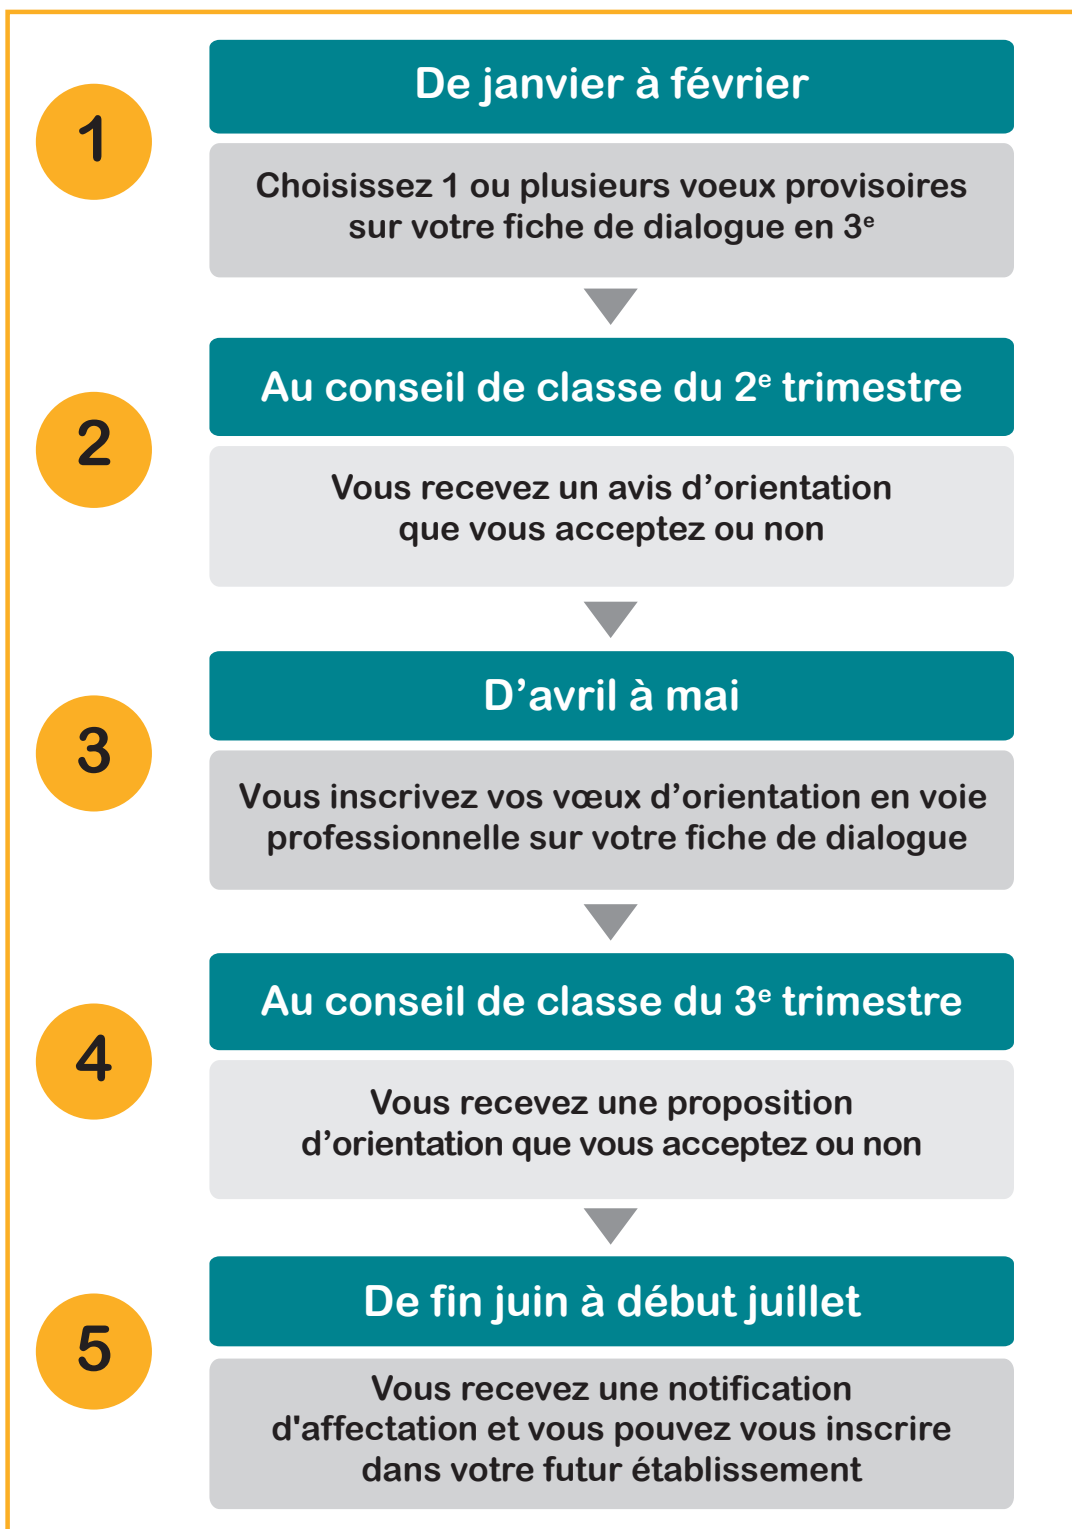 1
De janvier à février
Choisissez 1 ou plusieurs voeux provisoires
sur votre fiche de dialogue en 3e
2
Au conseil de classe du 2e trimestre
Vous recevez un avis d’orientation
que vous acceptez ou non
3
D’avril à mai
Vous inscrivez vos vœux d’orientation en voie
professionnelle sur votre fiche de dialogue
4
Au conseil de classe du 3e trimestre
Vous recevez une proposition
d’orientation que vous acceptez ou non
5
De fin juin à début juillet
Vous recevez une notification
d'affectation et vous pouvez vous inscrire
dans votre futur établissement